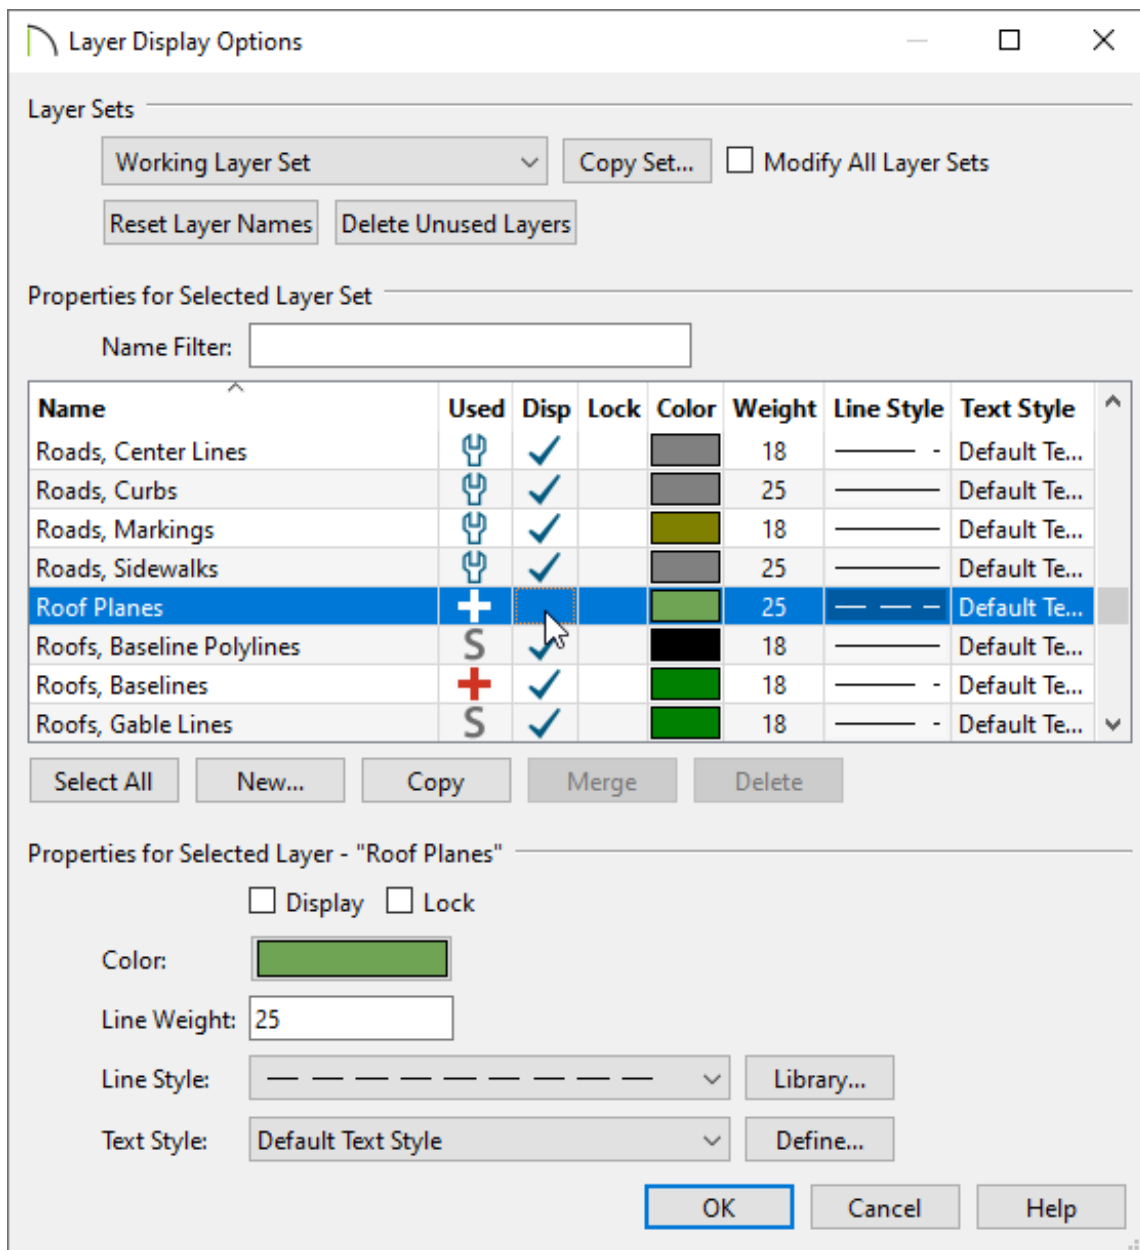 Layer Display Options
Layer Sets
Working Layer Set Copy Set... Modify All Layer Sets
Reset Layer Names Delete Unused Layers
Properties for Selected Layer Set
Name Filter:
Name Used Disp Lock Color Weight Line Style Text Style
Roads, Center Lines 18 Default Te...
Roads, Curbs 25 Default Te...
Roads, Markings 18 Default Te...
Roads, Sidewalks 25 Default Te...
Roof Planes 25 Default Te...
Roofs, Baseline Polylines S 18 Default Te...
Roofs, Baselines 18 Default Te...
Roofs, Gable Lines S 18 Default Te...
Select All New... Copy Merge Delete
Properties for Selected Layer - "Roof Planes"
Display Lock
Color:
Line Weight: 25
Line Style: Library...
Text Style: Default Text Style Define...
OK Cancel Help